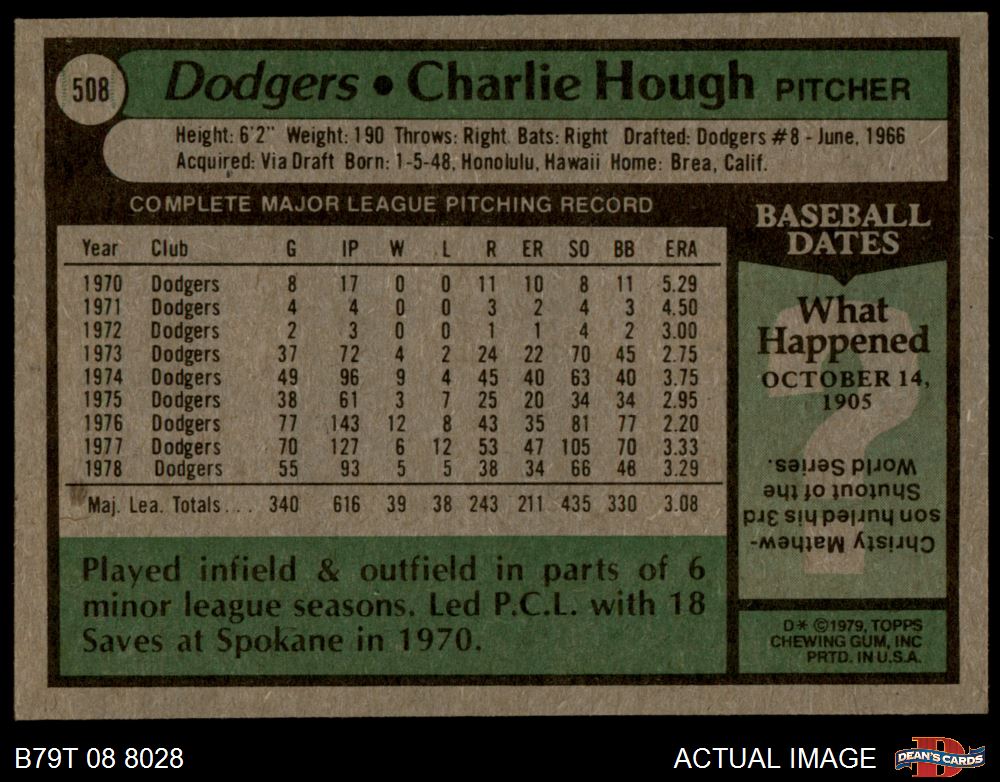 508
Dodgers • Charlie Hough PITCHER
Height: 6'2" Weight: 190 Throws: Right Bats: Right Drafted: Dodgers #8 - June, 1966
Acquired: Via Draft Born: 1-5-48, Honolulu, Hawaii Home: Brea, Calif.
COMPLETE MAJOR LEAGUE PITCHING RECORD
Year Club G IP W L R ER SO BB ERA
1970 Dodgers 8 17 0 0 11 10 8 11 5.29
1971 Dodgers 4 4 0 0 3 2 4 3 4.50
1972 Dodgers 2 3 0 0 1 1 4 2 3.00
1973 Dodgers 37 72 4 2 24 22 70 45 2.75
1974 Dodgers 49 96 9 4 45 40 63 40 3.75
1975 Dodgers 38 61 3 7 25 20 34 34 2.95
1976 Dodgers 77 143 12 8 43 35 81 77 2.20
1977 Dodgers 70 127 6 12 53 47 105 70 3.33
1978 Dodgers 55 93 5 5 38 34 66 48 3.29
Maj. Lea. Totals . . . 340 616 39 38 243 211 435 330 3.08
Played infield & outfield in parts of 6
minor league seasons. Led P.C.L. with 18
Saves at Spokane in 1970.
BASEBALL
DATES
What
Happened
OCTOBER 14,
1905
?
Christy Mathew-
son hurled his 3rd
Shutout of the
World Series.
D* ©1979, TOPPS
CHEWING GUM, INC
PRTD. IN U.S.A.
B79T 08 8028
ACTUAL IMAGE
D
DEAN'S CARDS